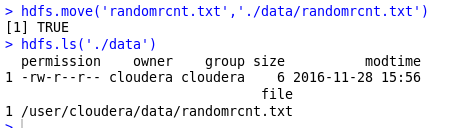 > hdfs.move('randomrcnt.txt','./data/randomrcnt.txt')
[1] TRUE
> hdfs.ls('./data')
  permission    owner    group size          modtime
1 -rw-r--r-- cloudera cloudera    6 2016-11-28 15:56
                                file
1 /user/cloudera/data/randomrcnt.txt
>